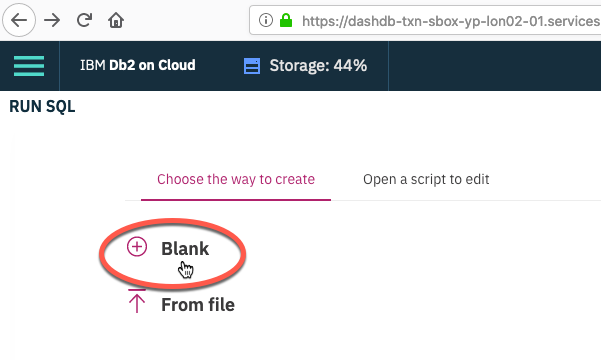 https://dashdb-txn-sbox-yp-lon02-01.services
IBM Db2 on Cloud Storage: 44%
RUN SQL
Choose the way to create Open a script to edit
Blank
From file